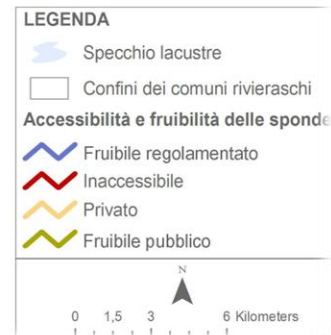 LEGENDA
Specchio lacustre
Confini dei comuni rivieraschi
Accessibilità e fruibilità delle sponde
Fruibile regolamentato
Inaccessibile
Privato
Fruibile pubblico
N
0 1,5 3 6 Kilometers